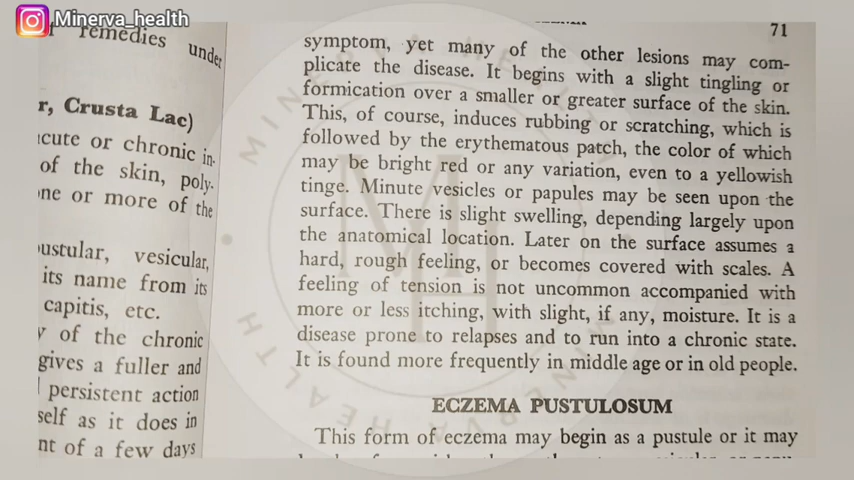 Minerva_health
remedies under
r, Crusta Lac)
acute or chronic in-
of the skin, poly-
one or more of the
pustular, vesicular,
its name from its
capitis, etc.
y of the chronic
gives a fuller and
persistent action
self as it does in
nt of a few days
71
symptom, yet many of the other lesions may com-
plicate the disease. It begins with a slight tingling or
formication over a smaller or greater surface of the skin.
This, of course, induces rubbing or scratching, which is
followed by the erythematous patch, the color of which
may be bright red or any variation, even to a yellowish
tinge. Minute vesicles or papules may be seen upon the
surface. There is slight swelling, depending largely upon
the anatomical location. Later on the surface assumes a
hard, rough feeling, or becomes covered with scales. A
feeling of tension is not uncommon accompanied with
more or less itching, with slight, if any, moisture. It is a
disease prone to relapses and to run into a chronic state.
It is found more frequently in middle age or in old people.
ECZEMA PUSTULOSUM
This form of eczema may begin as a pustule or it may
MINERVA HEALTH
MINERVA HEALTH
MH